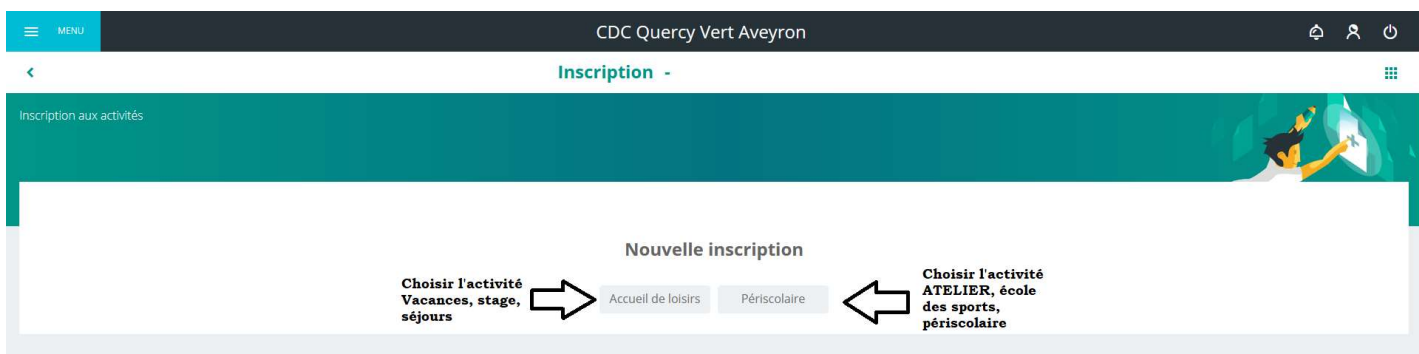 MENU
CDC Quercy Vert Aveyron
Inscription -
Inscription aux activités
Nouvelle inscription
Choisir l'activité
Vacances, stage,
séjours
Accueil de loisirs
Périscolaire
Choisir l'activité
ATELIER, école
des sports,
périscolaire